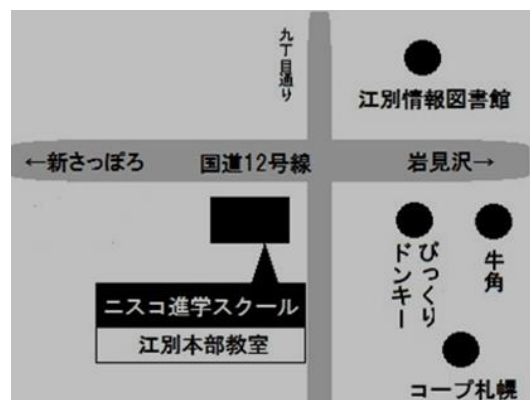 九丁目通り
江別情報図書館
←新さっぽろ
国道12号線
岩見沢→
びっくり
ドンキー
牛角
ニスコ進学スクール
江別本部教室
コープ札幌